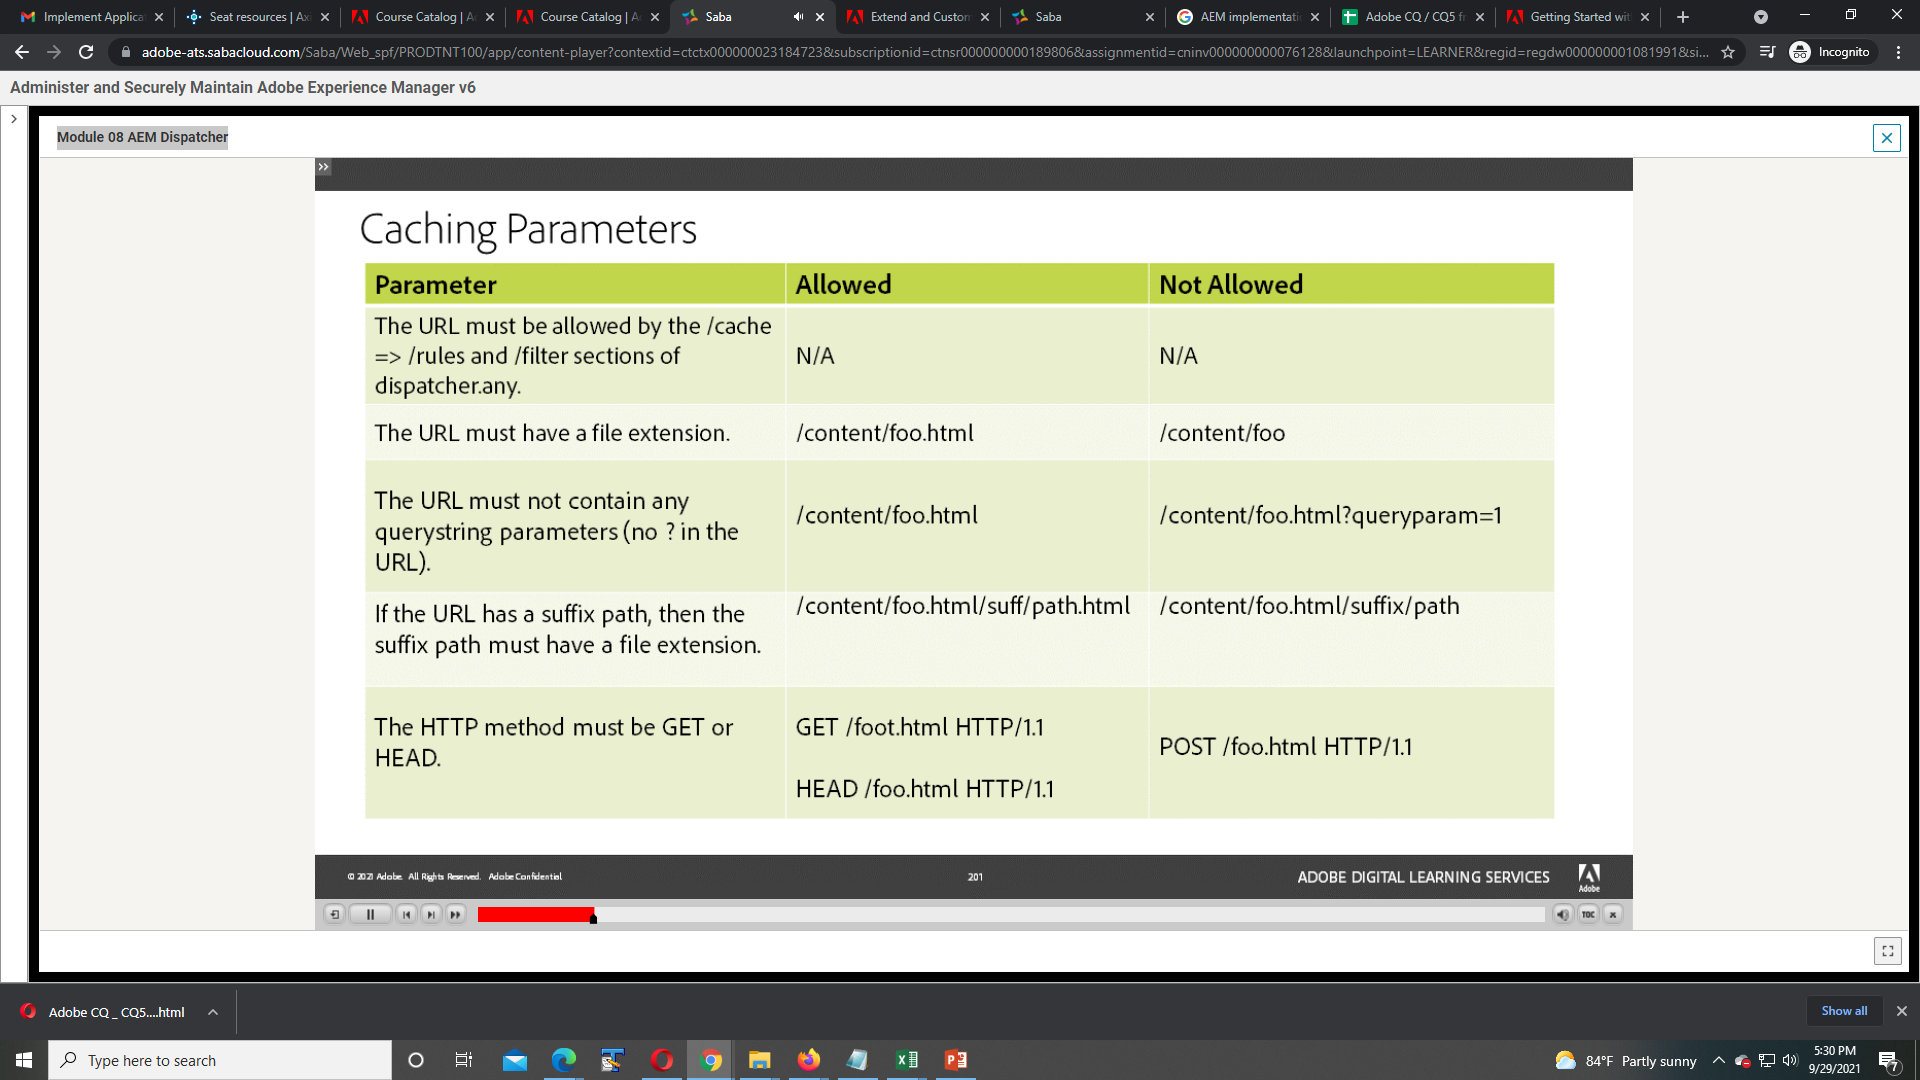 Implement Applica
Seat resources | Ax
Course Catalog | A
Course Catalog | A
Saba
Extend and Custom
Saba
AEM implementati
Adobe CQ / CQ5 f
Getting Started wit
adobe-ats.sabacloud.com/Saba/Web_spf/PRODTNT100/app/content-player?contextid=ctctx000000023184723&subscriptionid=ctnsr000000000189806&assignmentid=cninv000000000076128&launchpoint=LEARNER&regid=regdw000000001081991&si...
Incognito
Administer and Securely Maintain Adobe Experience Manager v6
Module 08 AEM Dispatcher
Caching Parameters
Parameter Allowed Not Allowed
The URL must be allowed by the /cache
=> /rules and /filter sections of
dispatcher.any.
N/A
N/A
The URL must have a file extension. /content/foo.html /content/foo
The URL must not contain any
querystring parameters (no ? in the
URL).
/content/foo.html
/content/foo.html?queryparam=1
If the URL has a suffix path, then the
suffix path must have a file extension.
/content/foo.html/suff/path.html
/content/foo.html/suffix/path
The HTTP method must be GET or
HEAD.
GET /foot.html HTTP/1.1
HEAD /foo.html HTTP/1.1
POST /foo.html HTTP/1.1
© 2021 Adobe. All Rights Reserved. Adobe Confidential
201
ADOBE DIGITAL LEARNING SERVICES
Adobe
TOC
Adobe CQ _ CQ5....html
Show all
Type here to search
84°F Partly sunny
5:30 PM
9/29/2021
7